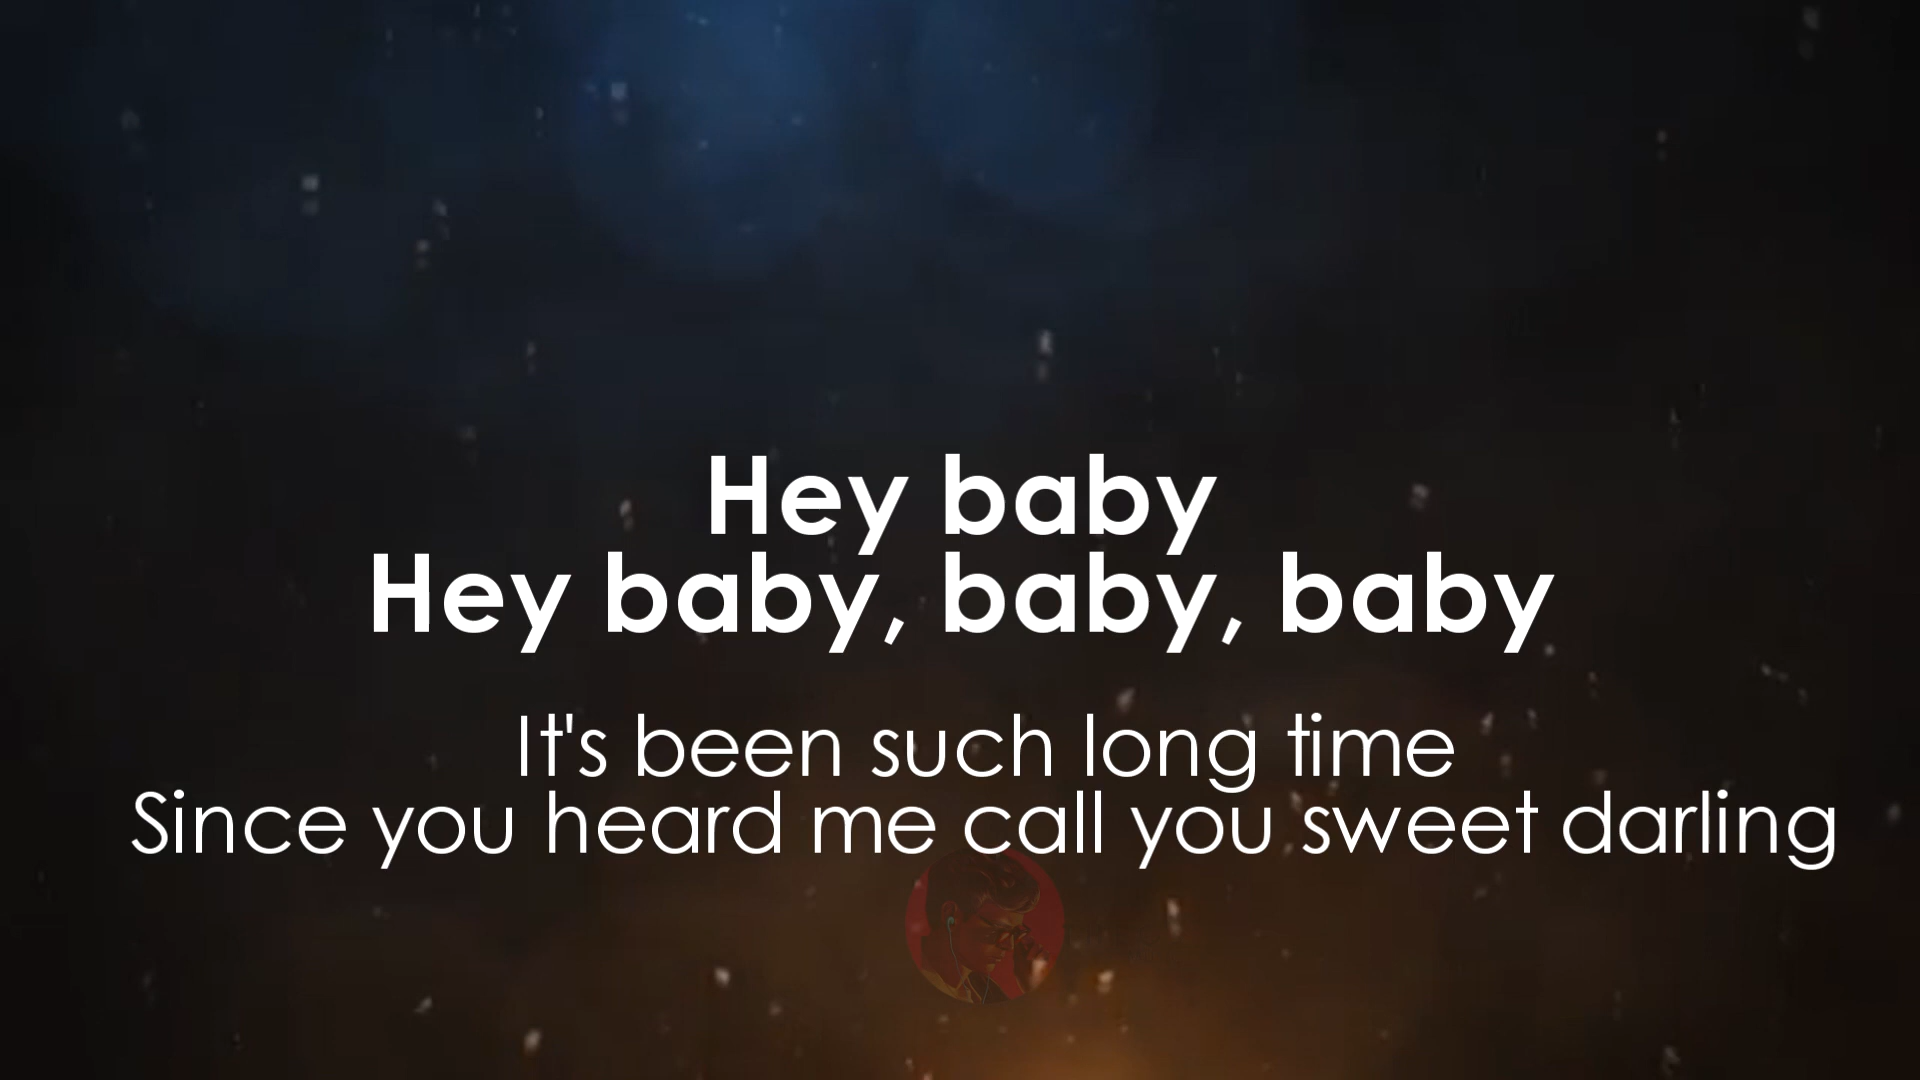 Hey baby
Hey baby, baby, baby
It's been such long time
Since you heard me call you sweet darling